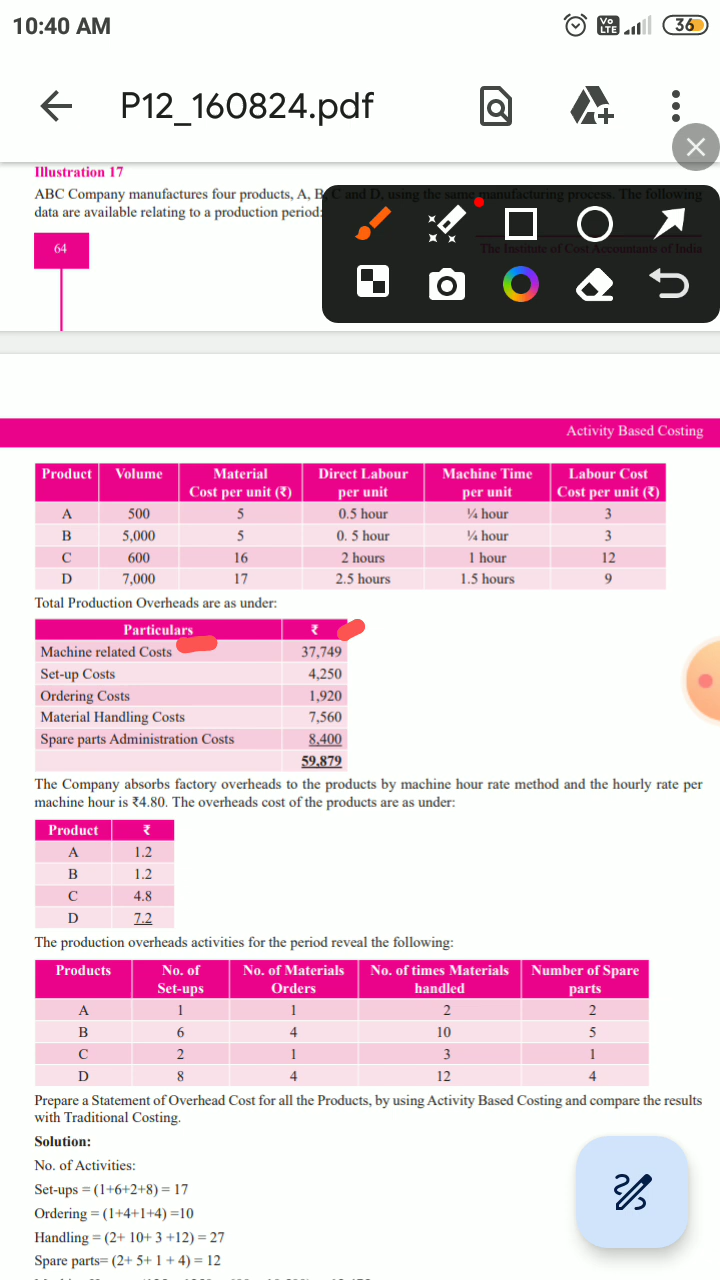 10:40 AM
Vo
LTE
36
P12_160824.pdf
Illustration 17
ABC Company manufactures four products, A, B, C and D, using the same manufacturing process. The following
data are available relating to a production period:
64
The Institute of Cost Accountants of India
Activity Based Costing
Product Volume Material Cost per unit (₹) Direct Labour per unit Machine Time per unit Labour Cost Cost per unit (₹)
A 500 5 0.5 hour ¼ hour 3
B 5,000 5 0. 5 hour ¼ hour 3
C 600 16 2 hours 1 hour 12
D 7,000 17 2.5 hours 1.5 hours 9
Total Production Overheads are as under:
Particulars ₹
Machine related Costs 37,749
Set-up Costs 4,250
Ordering Costs 1,920
Material Handling Costs 7,560
Spare parts Administration Costs 8,400
59,879
The Company absorbs factory overheads to the products by machine hour rate method and the hourly rate per
machine hour is ₹4.80. The overheads cost of the products are as under:
Product ₹
A 1.2
B 1.2
C 4.8
D 7.2
The production overheads activities for the period reveal the following:
Products No. of Set-ups No. of Materials Orders No. of times Materials handled Number of Spare parts
A 1 1 2 2
B 6 4 10 5
C 2 1 3 1
D 8 4 12 4
Prepare a Statement of Overhead Cost for all the Products, by using Activity Based Costing and compare the results
with Traditional Costing.
Solution:
No. of Activities:
Set-ups = (1+6+2+8) = 17
Ordering = (1+4+1+4) =10
Handling = (2+ 10+ 3 +12) = 27
Spare parts= (2+ 5+ 1 + 4) = 12